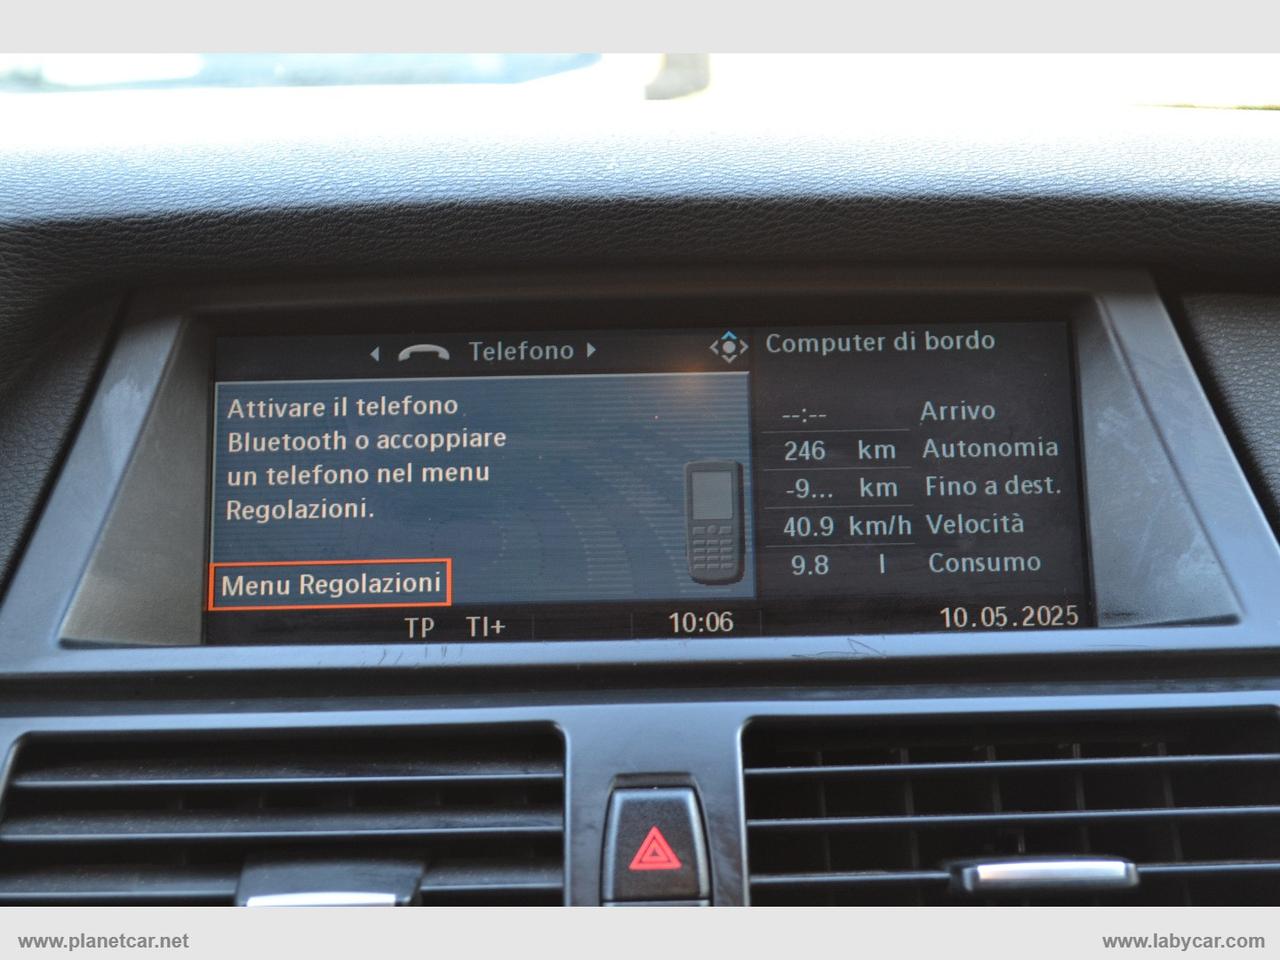 Telefono
Attivare il telefono
Bluetooth o accoppiare
un telefono nel menu
Regolazioni.
Menu Regolazioni
TP TI+ 10:06
Computer di bordo
--:-- Arrivo
246 km Autonomia
-9... km Fino a dest.
40.9 km/h Velocità
9.8 l Consumo
10.05.2025
www.planetcar.net
www.labycar.com